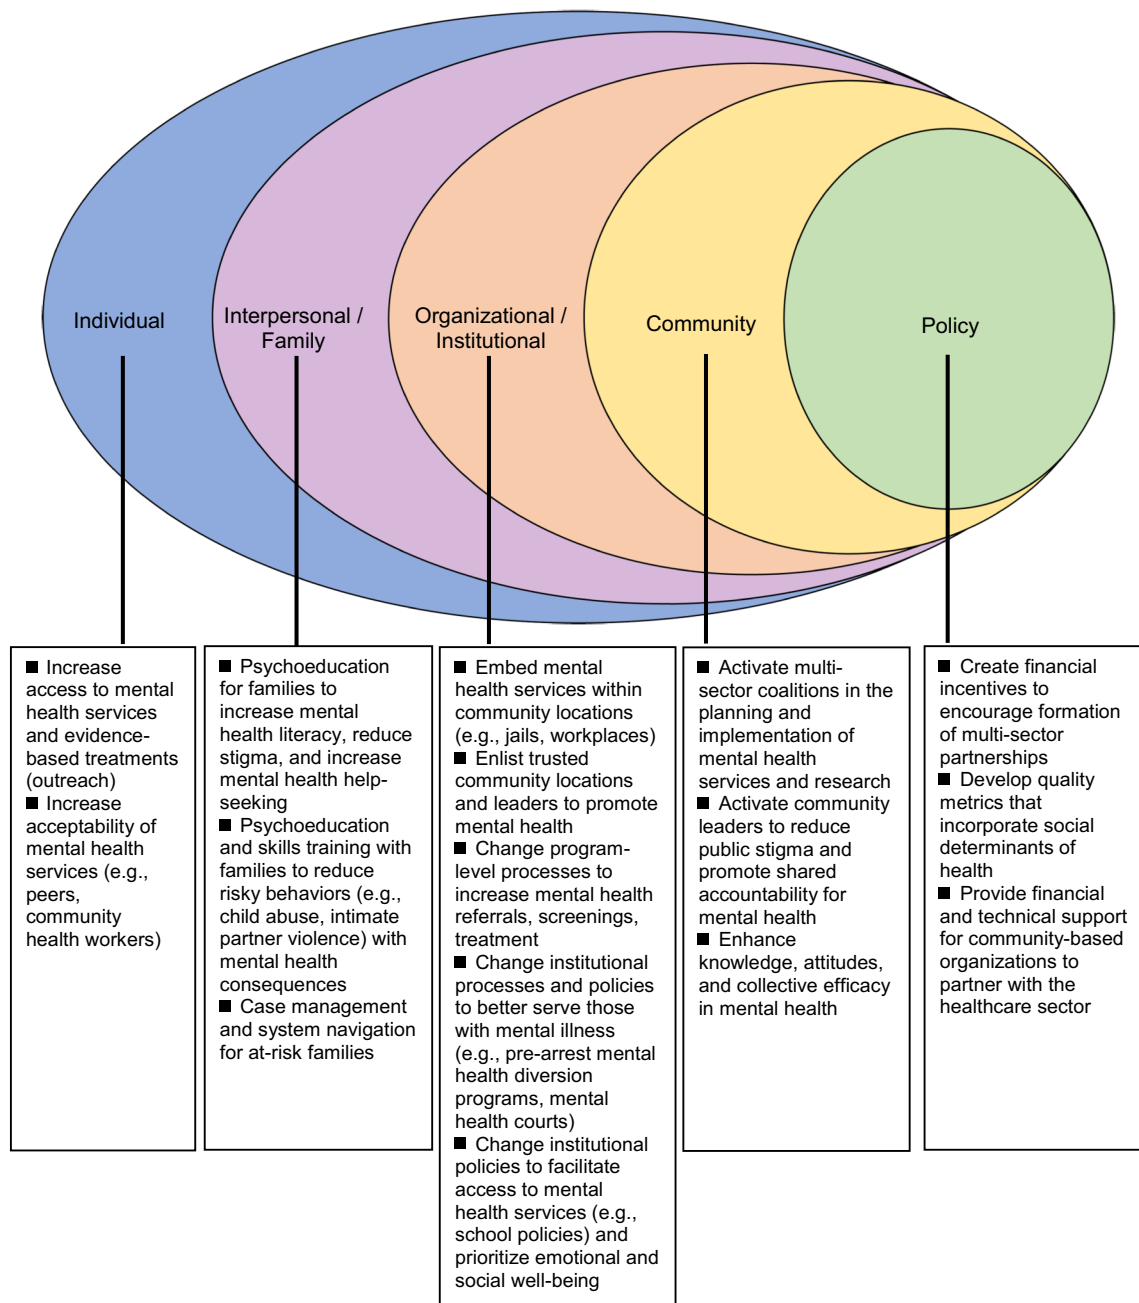 Individual
Interpersonal /
Family
Organizational /
Institutional
Community
Policy
■ Increase
access to mental
health services
and evidence-
based treatments
(outreach)
■ Increase
acceptability of
mental health
services (e.g.,
peers,
community
health workers)
■ Psychoeducation
for families to
increase mental
health literacy, reduce
stigma, and increase
mental health help-
seeking
■ Psychoeducation
and skills training with
families to reduce
risky behaviors (e.g.,
child abuse, intimate
partner violence) with
mental health
consequences
■ Case management
and system navigation
for at-risk families
■ Embed mental
health services within
community locations
(e.g., jails, workplaces)
■ Enlist trusted
community locations
and leaders to promote
mental health
■ Change program-
level processes to
increase mental health
referrals, screenings,
treatment
■ Change institutional
processes and policies
to better serve those
with mental illness
(e.g., pre-arrest mental
health diversion
programs, mental
health courts)
■ Change institutional
policies to facilitate
access to mental
health services (e.g.,
school policies) and
prioritize emotional and
social well-being
■ Activate multi-
sector coalitions in the
planning and
implementation of
mental health
services and research
■ Activate community
leaders to reduce
public stigma and
promote shared
accountability for
mental health
■ Enhance
knowledge, attitudes,
and collective efficacy
in mental health
■ Create financial
incentives to
encourage formation
of multi-sector
partnerships
■ Develop quality
metrics that
incorporate social
determinants of
health
■ Provide financial
and technical support
for community-based
organizations to
partner with the
healthcare sector